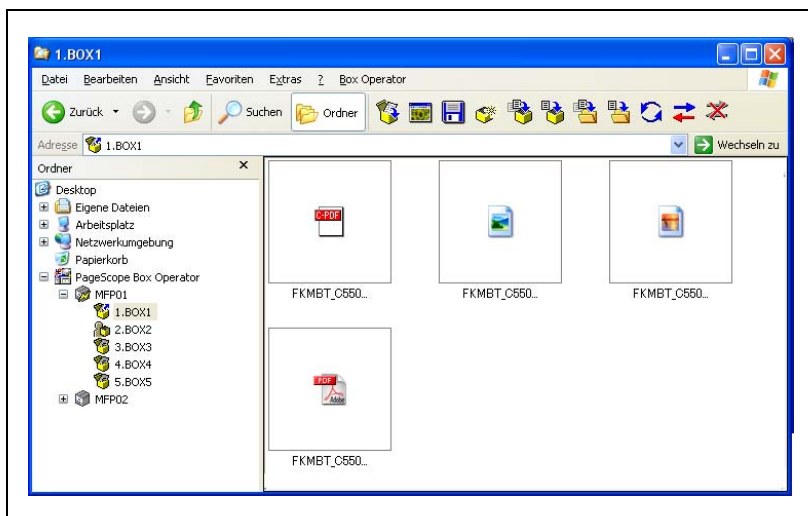 1.BOX1
Datei Bearbeiten Ansicht Favoriten Extras ? Box Operator
Zurück Suchen Ordner
Adresse 1.BOX1 Wechseln zu
Ordner x
Desktop
Eigene Dateien
Arbeitsplatz
Netzwerkumgebung
Papierkorb
PageScope Box Operator
MFP01
1.BOX1
2.BOX2
3.BOX3
4.BOX4
5.BOX5
MFP02
C-PDF
FKMBT_C550... FKMBT_C550... FKMBT_C550...
PDF
Adobe
FKMBT_C550...